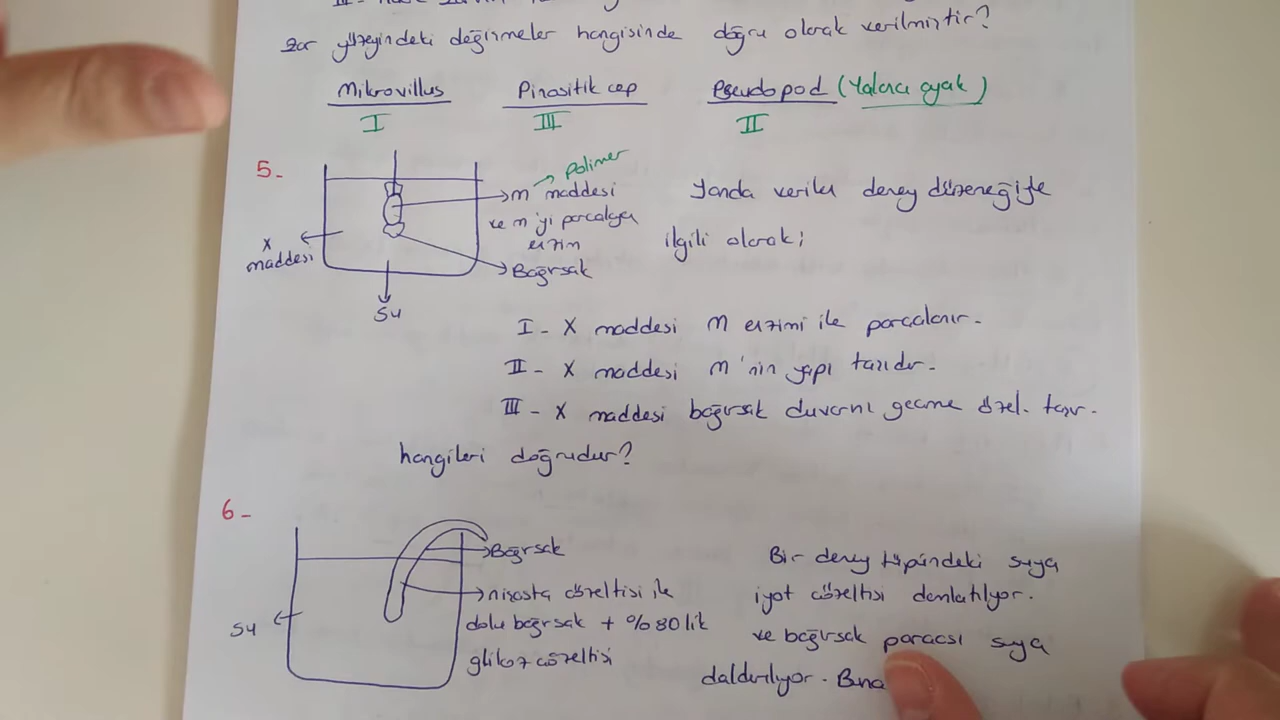 zar yüzeyindeki değişmeler hangisinde doğru olarak verilmiştir?
Mikrovillus Pinositik cep Pseudopod (Yalancı ayak)
I III II
5-
polimer
m maddesi
ve m'yi parçalayan
enzim
Bağırsak
X
maddesi
su
Yanda verilen deney düzeneğiyle
ilgili olarak;
I - X maddesi m enzimi ile parçalanır.
II - X maddesi m'nin yapı taşıdır.
III - X maddesi bağırsak duvarını geçme özel. taşır.
hangileri doğrudur?
6-
Bağırsak
nişasta çözeltisi ile
dolu bağırsak + %80 lik
glikoz çözeltisi
su
Bir deney tüpündeki suya
iyot çözeltisi damlatılıyor.
ve bağırsak parçası suya
daldırılıyor. Buna